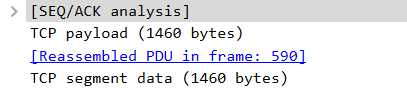 [SEQ/ACK analysis]
TCP payload (1460 bytes)
[Reassembled PDU in frame: 590]
TCP segment data (1460 bytes)